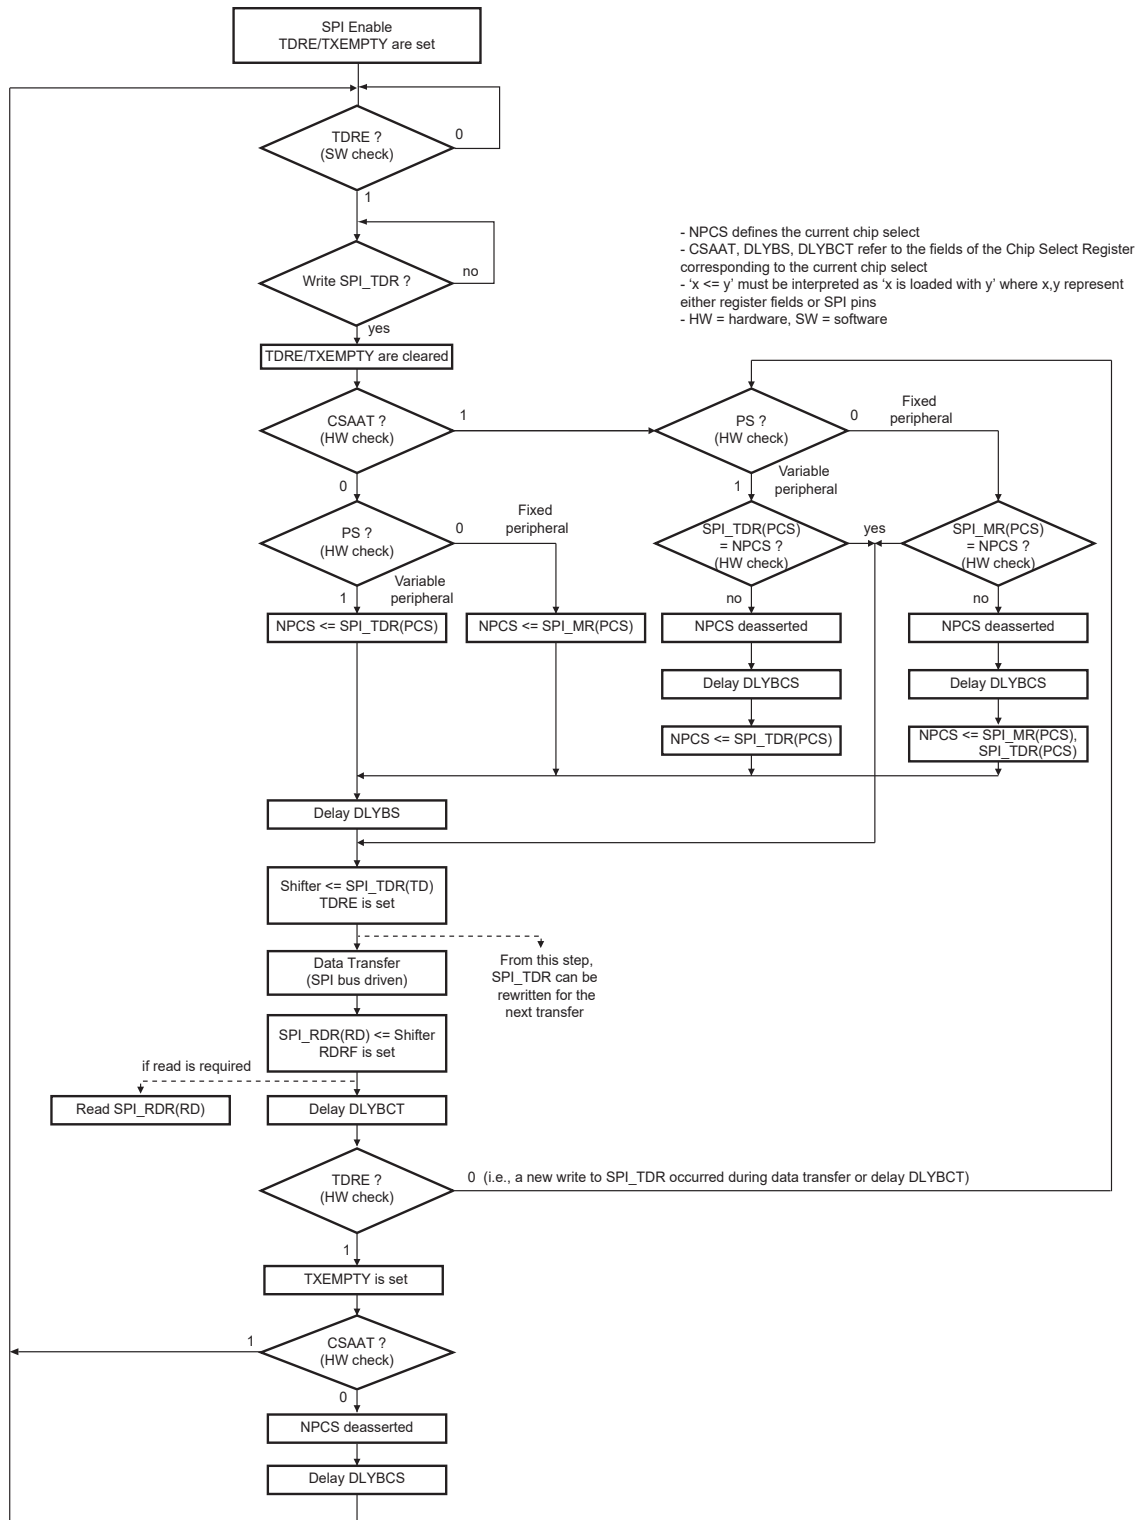 SPI Enable
TDRE/TXEMPTY are set
TDRE ?
(SW check)
0
1
Write SPI_TDR ?
no
yes
- NPCS defines the current chip select
- CSAAT, DLYBS, DLYBCT refer to the fields of the Chip Select Register
corresponding to the current chip select
- ‘x <= y’ must be interpreted as ‘x is loaded with y’ where x,y represent
either register fields or SPI pins
- HW = hardware, SW = software
TDRE/TXEMPTY are cleared
CSAAT ?
(HW check)
1
0
PS ?
(HW check)
0
Fixed
peripheral
1
Variable
peripheral
PS ?
(HW check)
0
Fixed
peripheral
1
Variable
peripheral
SPI_TDR(PCS)
= NPCS ?
(HW check)
yes
no
SPI_MR(PCS)
= NPCS ?
(HW check)
no
NPCS <= SPI_TDR(PCS)
NPCS <= SPI_MR(PCS)
NPCS deasserted
NPCS deasserted
Delay DLYBCS
Delay DLYBCS
NPCS <= SPI_TDR(PCS)
NPCS <= SPI_MR(PCS),
SPI_TDR(PCS)
Delay DLYBS
Shifter <= SPI_TDR(TD)
TDRE is set
Data Transfer
(SPI bus driven)
From this step,
SPI_TDR can be
rewritten for the
next transfer
SPI_RDR(RD) <= Shifter
RDRF is set
if read is required
Read SPI_RDR(RD)
Delay DLYBCT
TDRE ?
(HW check)
0 (i.e., a new write to SPI_TDR occurred during data transfer or delay DLYBCT)
1
TXEMPTY is set
CSAAT ?
(HW check)
1
0
NPCS deasserted
Delay DLYBCS